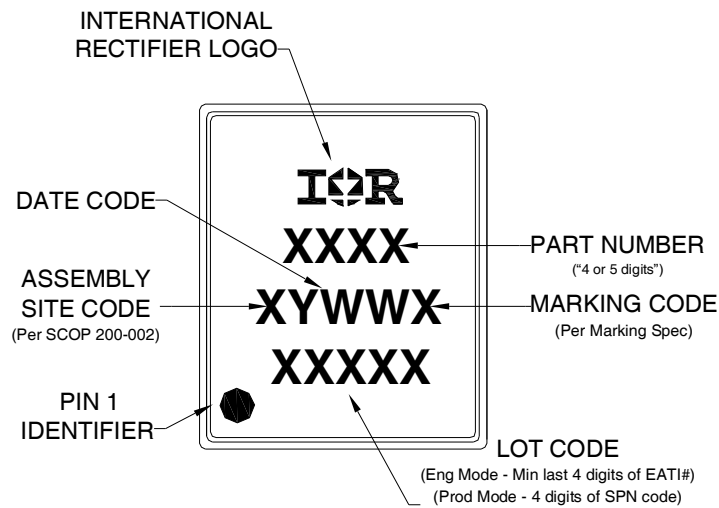 INTERNATIONAL
RECTIFIER LOGO
IOR
DATE CODE
XXXX
PART NUMBER
(“4 or 5 digits”)
ASSEMBLY
SITE CODE
(Per SCOP 200-002)
XYWWX
MARKING CODE
(Per Marking Spec)
XXXXX
PIN 1
IDENTIFIER
LOT CODE
(Eng Mode - Min last 4 digits of EATI#)
(Prod Mode - 4 digits of SPN code)